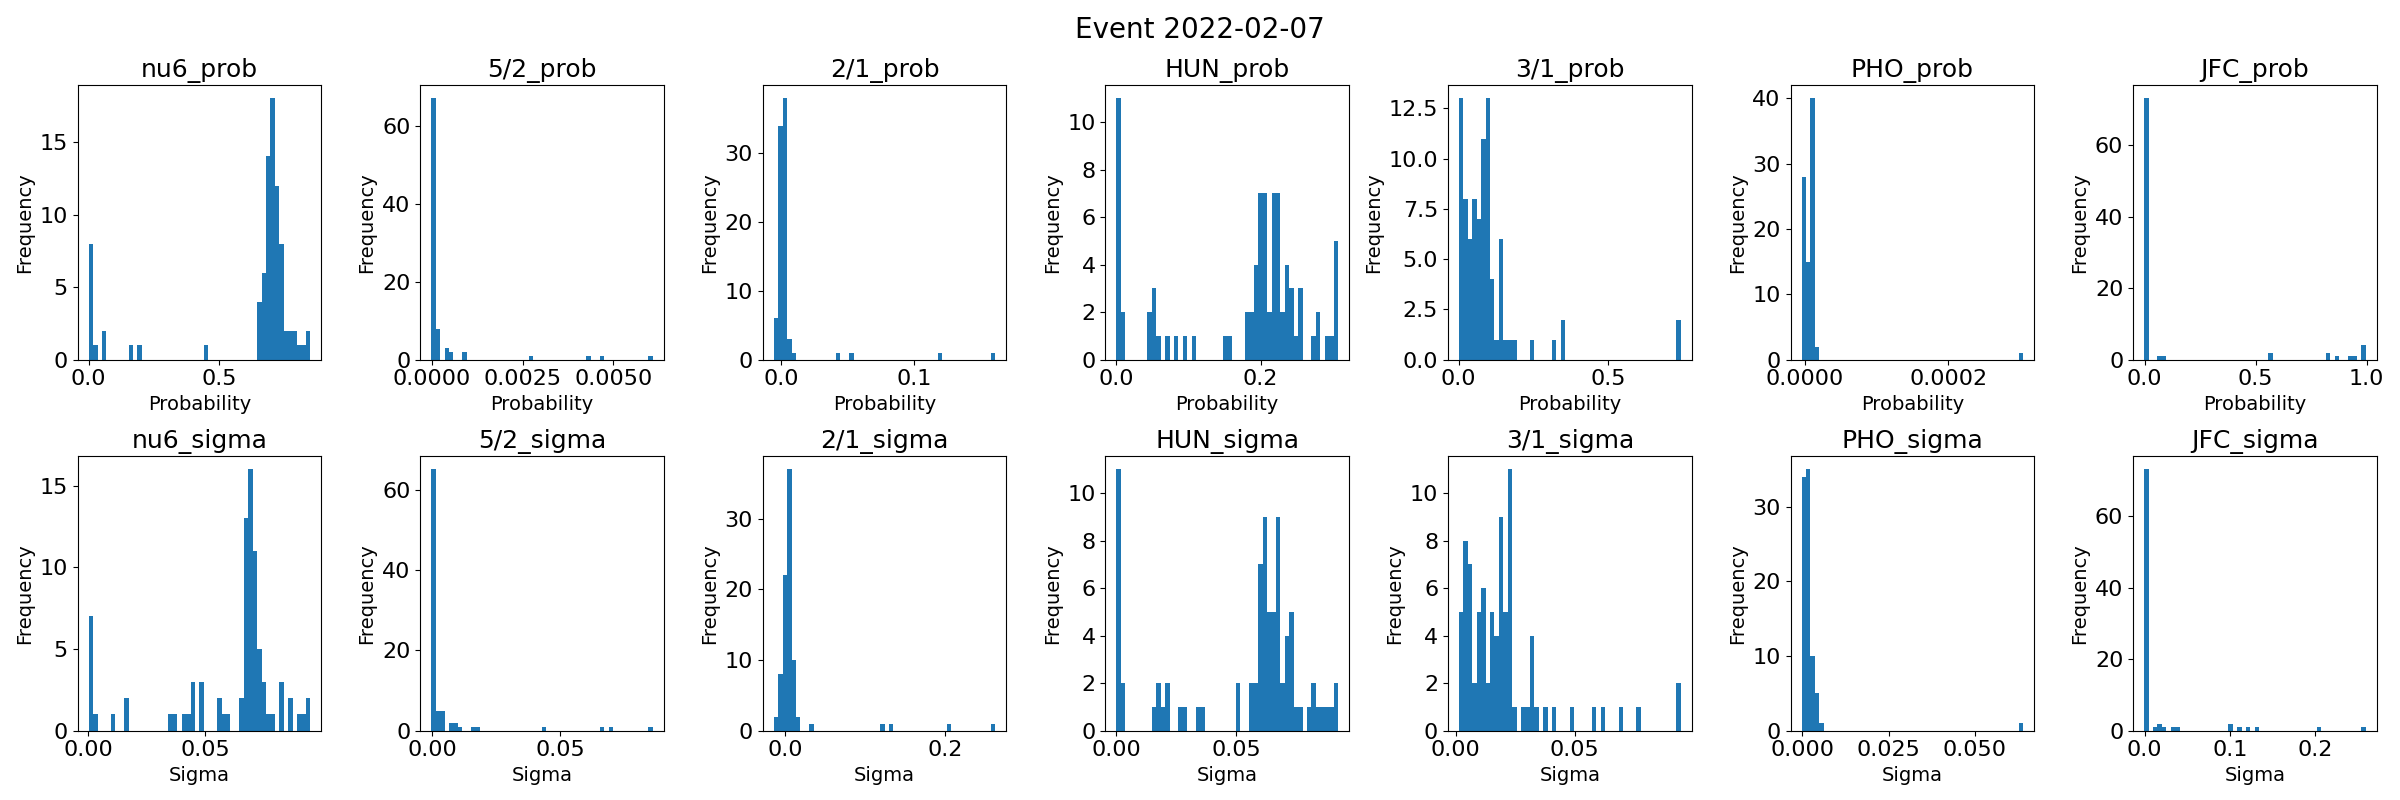 Event 2022-02-07
nu6_prob 5/2_prob 2/1_prob HUN_prob 3/1_prob PHO_prob JFC_prob
Frequency
15
10
5
0
0.0 0.5
Probability
Frequency
60
40
20
0
0.0000 0.0025 0.0050
Probability
Frequency
30
20
10
0
0.0 0.1
Probability
Frequency
10
8
6
4
2
0
0.0 0.2
Probability
Frequency
12.5
10.0
7.5
5.0
2.5
0.0
0.0 0.5
Probability
Frequency
40
30
20
10
0
0.0000 0.0002
Probability
Frequency
60
40
20
0
0.0 0.5 1.0
Probability
nu6_sigma 5/2_sigma 2/1_sigma HUN_sigma 3/1_sigma PHO_sigma JFC_sigma
Frequency
15
10
5
0
0.00 0.05
Sigma
Frequency
60
40
20
0
0.00 0.05
Sigma
Frequency
30
20
10
0
0.0 0.2
Sigma
Frequency
10
8
6
4
2
0
0.00 0.05
Sigma
Frequency
10
8
6
4
2
0
0.00 0.05
Sigma
Frequency
30
20
10
0
0.000 0.025 0.050
Sigma
Frequency
60
40
20
0
0.0 0.1 0.2
Sigma